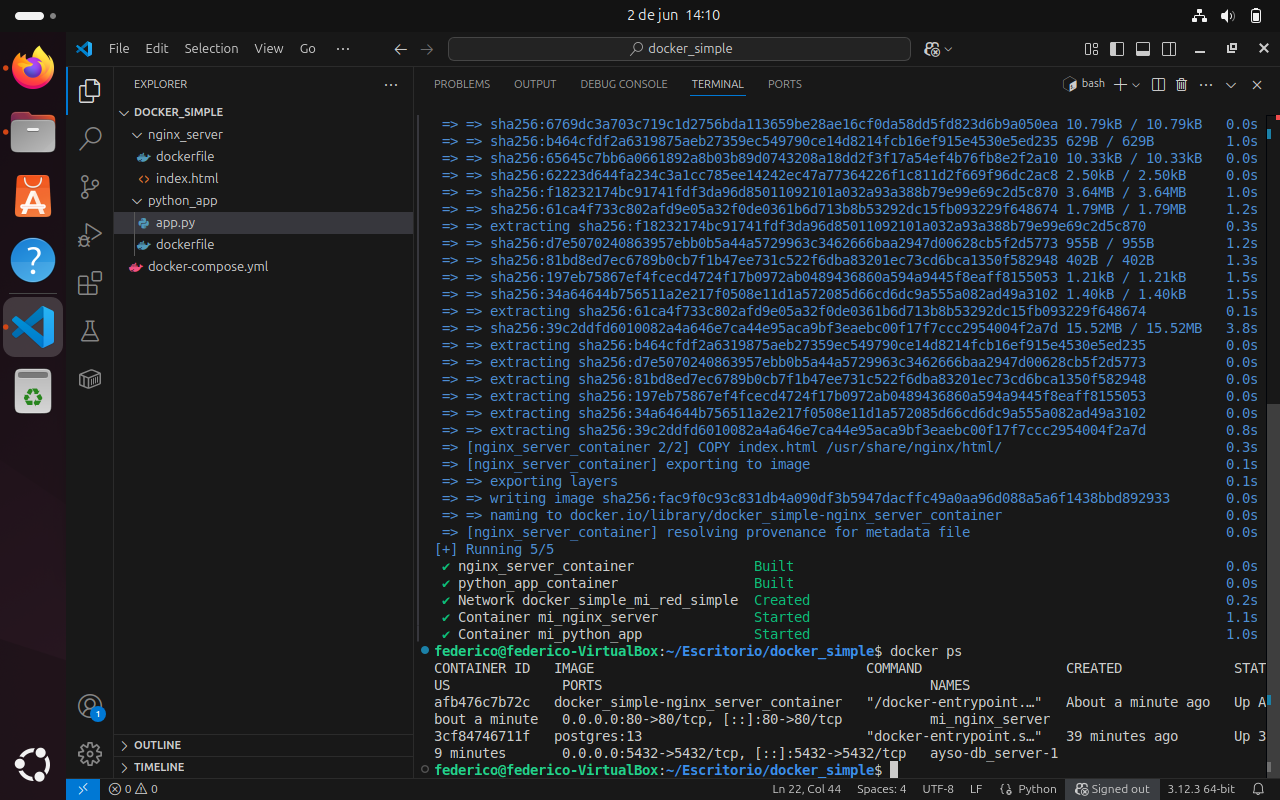 2 de jun 14:10
File Edit Selection View Go ··· docker_simple
EXPLORER ···
DOCKER_SIMPLE
nginx_server
dockerfile
index.html
python_app
app.py
dockerfile
docker-compose.yml
OUTLINE
TIMELINE
1
PROBLEMS OUTPUT DEBUG CONSOLE TERMINAL PORTS bash
=> => sha256:6769dc3a703c719c1d2756bda113659be28ae16cf0da58dd5fd823d6b9a050ea 10.79kB / 10.79kB 0.0s
=> => sha256:b464cfdf2a6319875aeb27359ec549790ce14d8214fcb16ef915e4530e5ed235 629B / 629B 1.0s
=> => sha256:65645c7bb6a0661892a8b03b89d0743208a18dd2f3f17a54ef4b76fb8e2f2a10 10.33kB / 10.33kB 0.0s
=> => sha256:62223d644fa234c3a1cc785ee14242ec47a77364226f1c811d2f669f96dc2ac8 2.50kB / 2.50kB 0.0s
=> => sha256:f18232174bc91741fdf3da96d85011092101a032a93a388b79e99e69c2d5c870 3.64MB / 3.64MB 1.0s
=> => sha256:61ca4f733c802afd9e05a32f0de0361b6d713b8b53292dc15fb093229f648674 1.79MB / 1.79MB 1.2s
=> => extracting sha256:f18232174bc91741fdf3da96d85011092101a032a93a388b79e99e69c2d5c870 0.3s
=> => sha256:d7e5070240863957ebb0b5a44a5729963c3462666baa2947d00628cb5f2d5773 955B / 955B 1.2s
=> => sha256:81bd8ed7ec6789b0cb7f1b47ee731c522f6dba83201ec73cd6bca1350f582948 402B / 402B 1.3s
=> => sha256:197eb75867ef4fcecd4724f17b0972ab0489436860a594a9445f8eaff8155053 1.21kB / 1.21kB 1.5s
=> => sha256:34a64644b756511a2e217f0508e11d1a572085d66cd6dc9a555a082ad49a3102 1.40kB / 1.40kB 1.5s
=> => extracting sha256:61ca4f733c802afd9e05a32f0de0361b6d713b8b53292dc15fb093229f648674 0.1s
=> => sha256:39c2ddfd6010082a4a646e7ca44e95aca9bf3eaebc00f17f7ccc2954004f2a7d 15.52MB / 15.52MB 3.8s
=> => extracting sha256:b464cfdf2a6319875aeb27359ec549790ce14d8214fcb16ef915e4530e5ed235 0.0s
=> => extracting sha256:d7e5070240863957ebb0b5a44a5729963c3462666baa2947d00628cb5f2d5773 0.0s
=> => extracting sha256:81bd8ed7ec6789b0cb7f1b47ee731c522f6dba83201ec73cd6bca1350f582948 0.0s
=> => extracting sha256:197eb75867ef4fcecd4724f17b0972ab0489436860a594a9445f8eaff8155053 0.0s
=> => extracting sha256:34a64644b756511a2e217f0508e11d1a572085d66cd6dc9a555a082ad49a3102 0.0s
=> => extracting sha256:39c2ddfd6010082a4a646e7ca44e95aca9bf3eaebc00f17f7ccc2954004f2a7d 0.8s
=> [nginx_server_container 2/2] COPY index.html /usr/share/nginx/html/ 0.3s
=> [nginx_server_container] exporting to image 0.1s
=> => exporting layers 0.1s
=> => writing image sha256:fac9f0c93c831db4a090df3b5947dacffc49a0aa96d088a5a6f1438bbd892933 0.0s
=> => naming to docker.io/library/docker_simple-nginx_server_container 0.0s
=> [nginx_server_container] resolving provenance for metadata file 0.0s
[+] Running 5/5
✔ nginx_server_container Built 0.0s
✔ python_app_container Built 0.0s
✔ Network docker_simple_mi_red_simple Created 0.2s
✔ Container mi_nginx_server Started 1.1s
✔ Container mi_python_app Started 1.0s
federico@federico-VirtualBox:~/Escritorio/docker_simple$ docker ps
CONTAINER ID IMAGE COMMAND CREATED STAT
US PORTS NAMES
afb476c7b72c docker_simple-nginx_server_container "/docker-entrypoint.…" About a minute ago Up A
bout a minute 0.0.0.0:80->80/tcp, [::]:80->80/tcp mi_nginx_server
3cf84746711f postgres:13 "docker-entrypoint.s…" 39 minutes ago Up 3
9 minutes 0.0.0.0:5432->5432/tcp, [::]:5432->5432/tcp ayso-db_server-1
federico@federico-VirtualBox:~/Escritorio/docker_simple$
0 0 Ln 22, Col 44 Spaces: 4 UTF-8 LF Python Signed out 3.12.3 64-bit